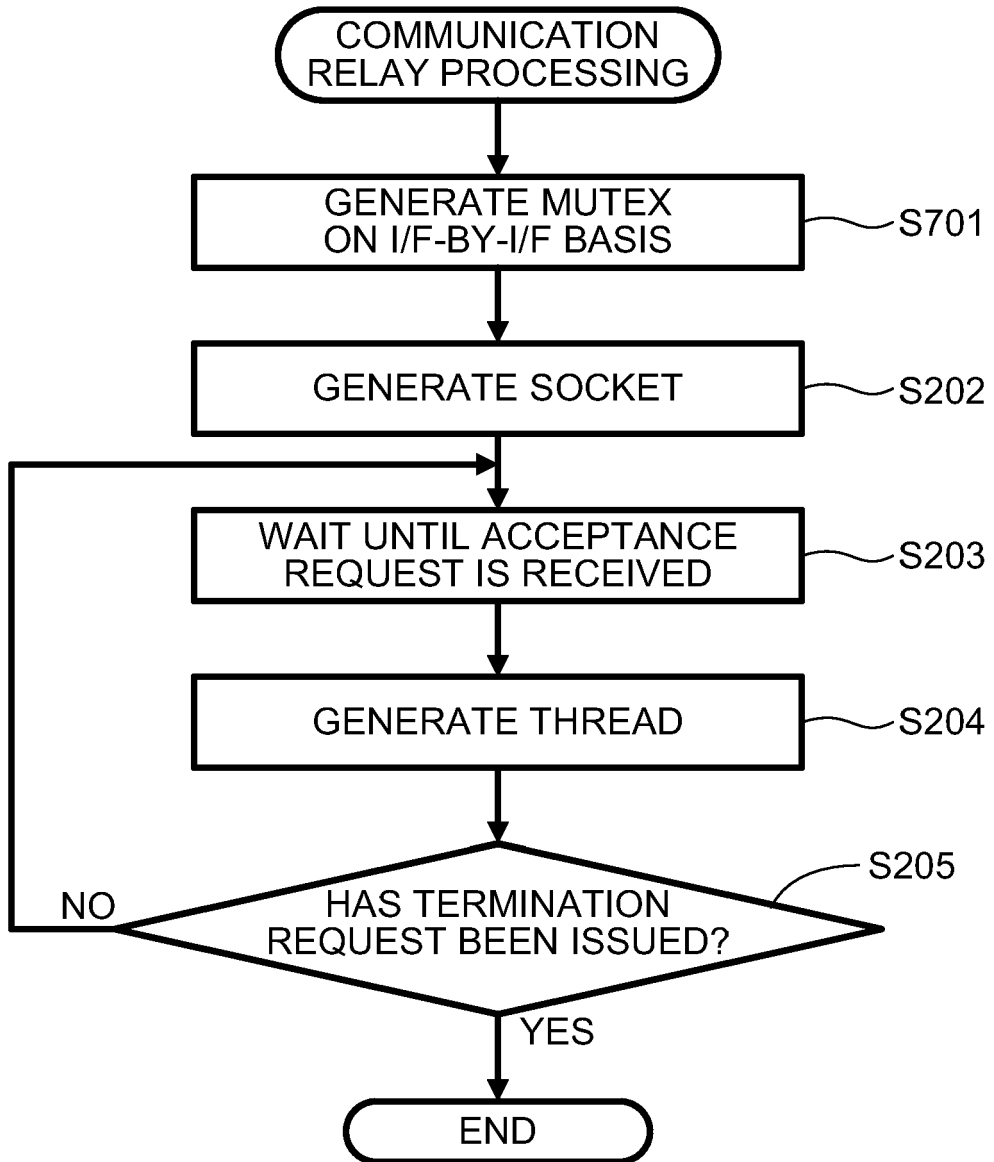 COMMUNICATION
RELAY PROCESSING
GENERATE MUTEX
ON I/F-BY-I/F BASIS
S701
GENERATE SOCKET
S202
WAIT UNTIL ACCEPTANCE
REQUEST IS RECEIVED
S203
GENERATE THREAD
S204
S205
NO
HAS TERMINATION
REQUEST BEEN ISSUED?
YES
END